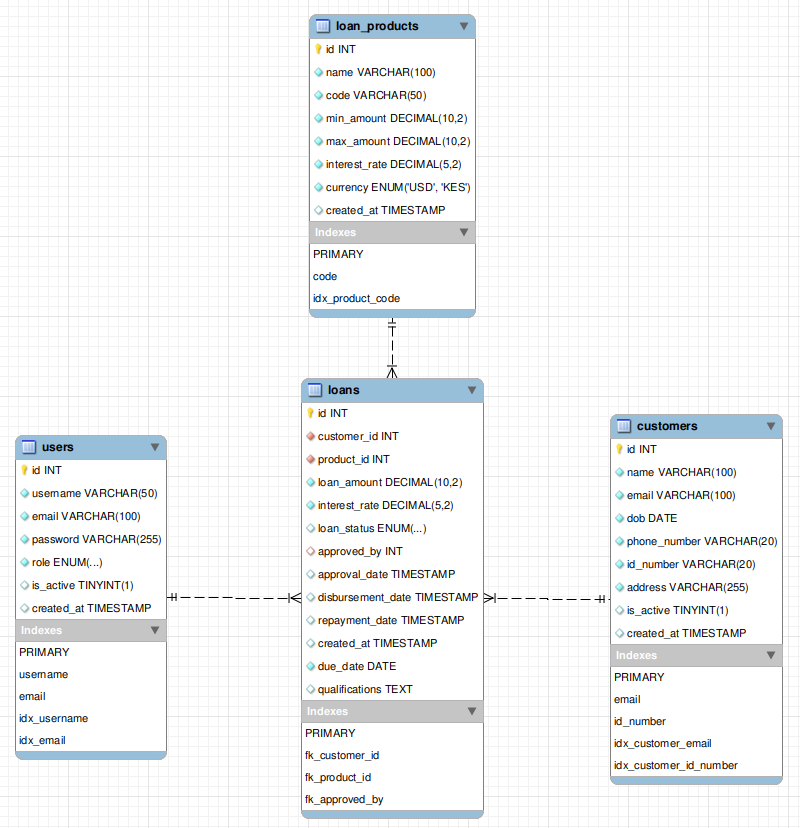 loan_products
id INT
name VARCHAR(100)
code VARCHAR(50)
min_amount DECIMAL(10,2)
max_amount DECIMAL(10,2)
interest_rate DECIMAL(5,2)
currency ENUM('USD', 'KES')
created_at TIMESTAMP
Indexes
PRIMARY
code
idx_product_code
users
id INT
username VARCHAR(50)
email VARCHAR(100)
password VARCHAR(255)
role ENUM(...)
is_active TINYINT(1)
created_at TIMESTAMP
Indexes
PRIMARY
username
email
idx_username
idx_email
loans
id INT
customer_id INT
product_id INT
loan_amount DECIMAL(10,2)
interest_rate DECIMAL(5,2)
loan_status ENUM(...)
approved_by INT
approval_date TIMESTAMP
disbursement_date TIMESTAMP
repayment_date TIMESTAMP
created_at TIMESTAMP
due_date DATE
qualifications TEXT
Indexes
PRIMARY
fk_customer_id
fk_product_id
fk_approved_by
customers
id INT
name VARCHAR(100)
email VARCHAR(100)
dob DATE
phone_number VARCHAR(20)
id_number VARCHAR(20)
address VARCHAR(255)
is_active TINYINT(1)
created_at TIMESTAMP
Indexes
PRIMARY
email
id_number
idx_customer_email
idx_customer_id_number